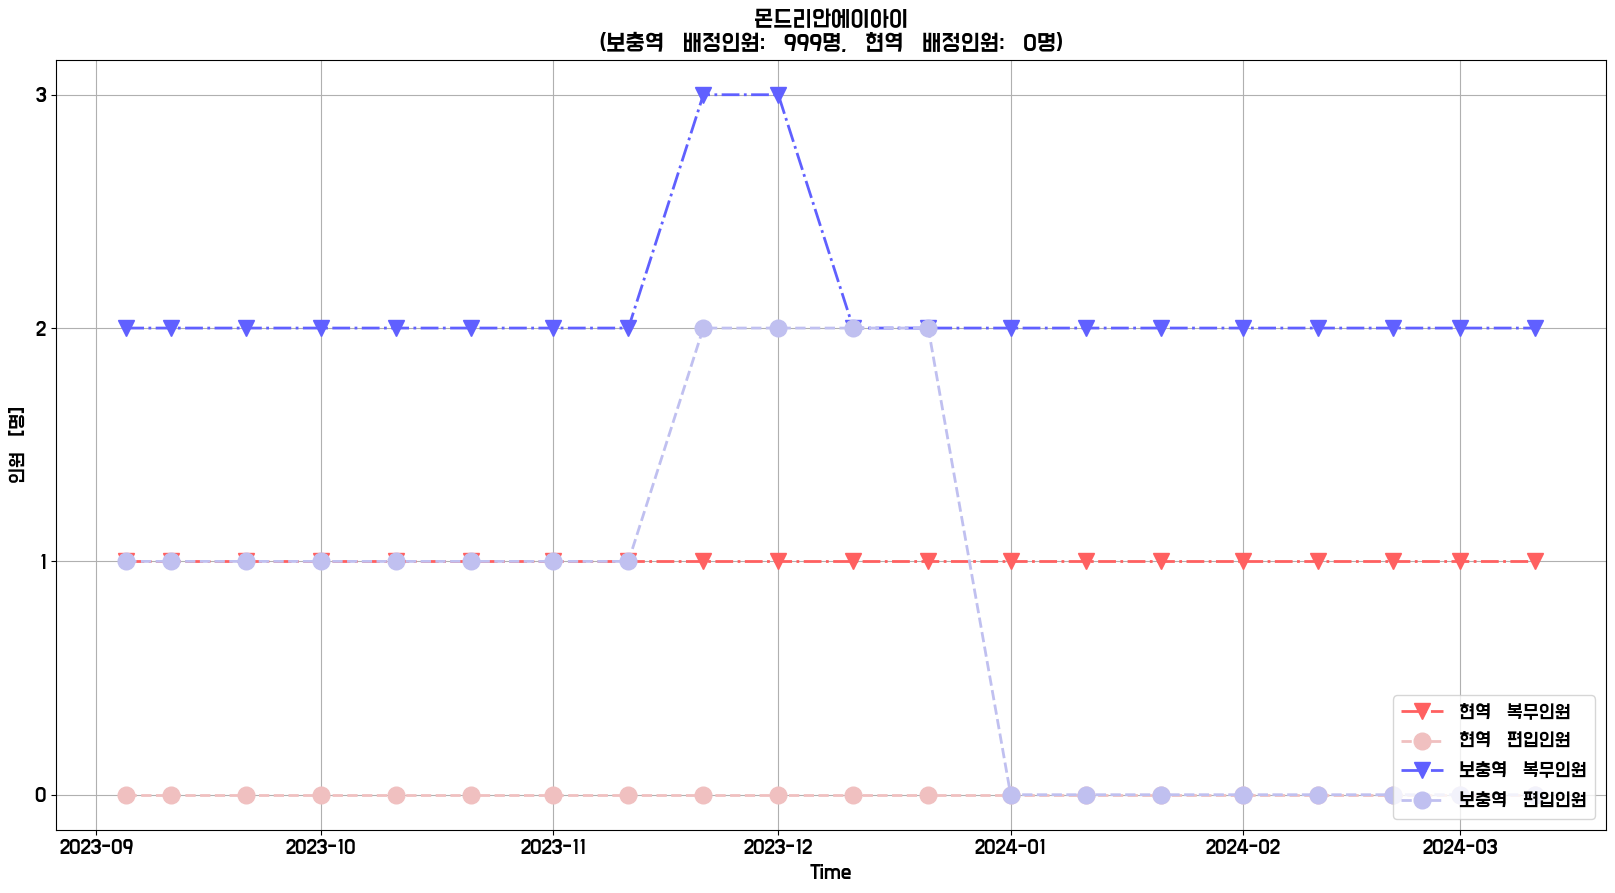 몬드리안에이아이
(보충역 배정인원: 999명, 현역 배정인원: 0명)
인원 [명]
3
2
1
0
현역 복무인원
현역 편입인원
보충역 복무인원
보충역 편입인원
2023-09 2023-10 2023-11 2023-12 2024-01 2024-02 2024-03
Time